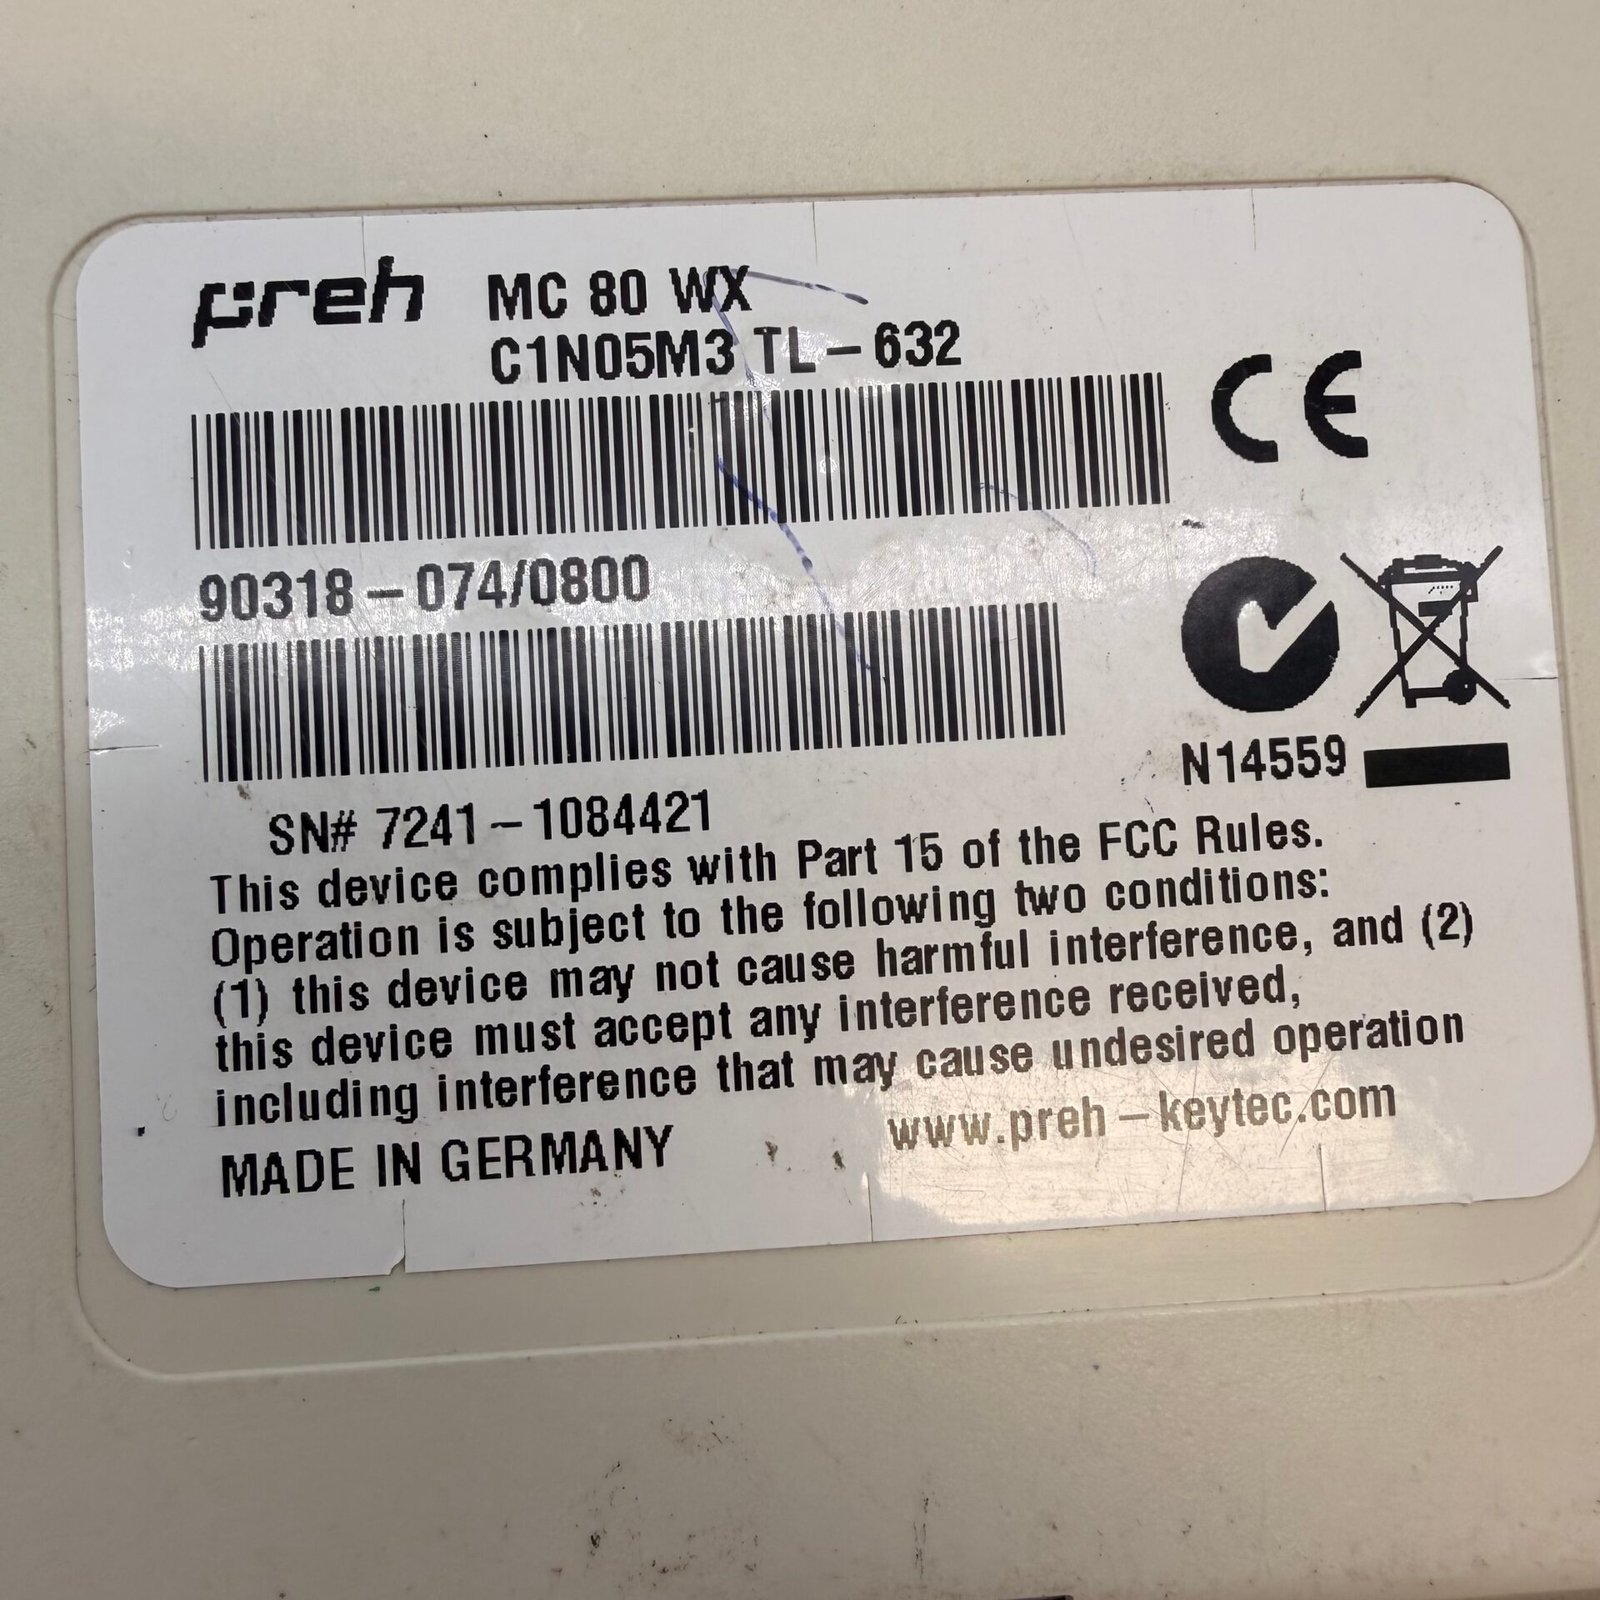 preh MC 80 WX
C1N05M3 TL-632
90318-074/0800
N14559
SN# 7241-1084421
This device complies with Part 15 of the FCC Rules.
Operation is subject to the following two conditions:
(1) this device may not cause harmful interference, and (2)
this device must accept any interference received,
including interference that may cause undesired operation
MADE IN GERMANY www.preh-keytec.com
CE